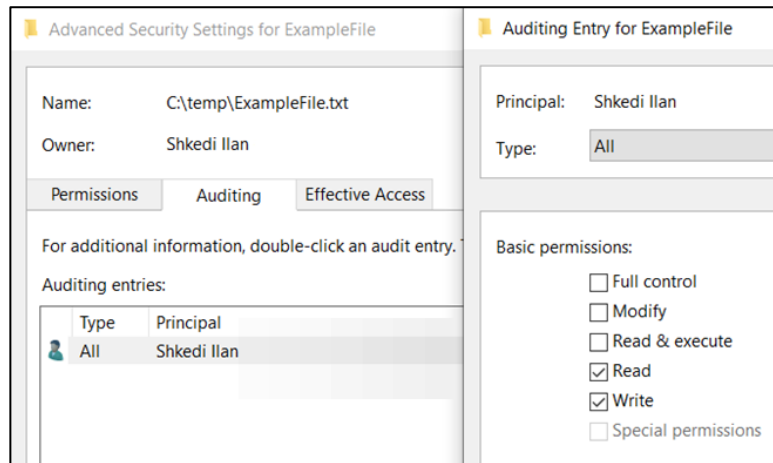 Advanced Security Settings for ExampleFile
Name: C:\temp\ExampleFile.txt
Owner: Shkedi Ilan
Permissions Auditing Effective Access
For additional information, double-click an audit entry.
Auditing entries:
Type Principal
All Shkedi Ilan
Auditing Entry for ExampleFile
Principal: Shkedi Ilan
Type: All
Basic permissions:
Full control
Modify
Read & execute
Read
Write
Special permissions